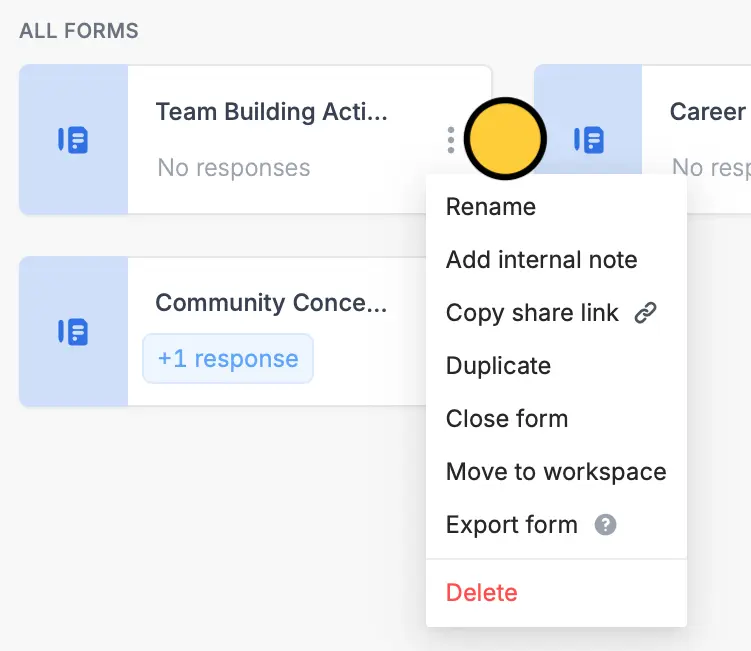 ALL FORMS
Team Building Acti...
No responses
Career
No resp
Community Conce...
+1 response
Rename
Add internal note
Copy share link
Duplicate
Close form
Move to workspace
Export form ?
Delete